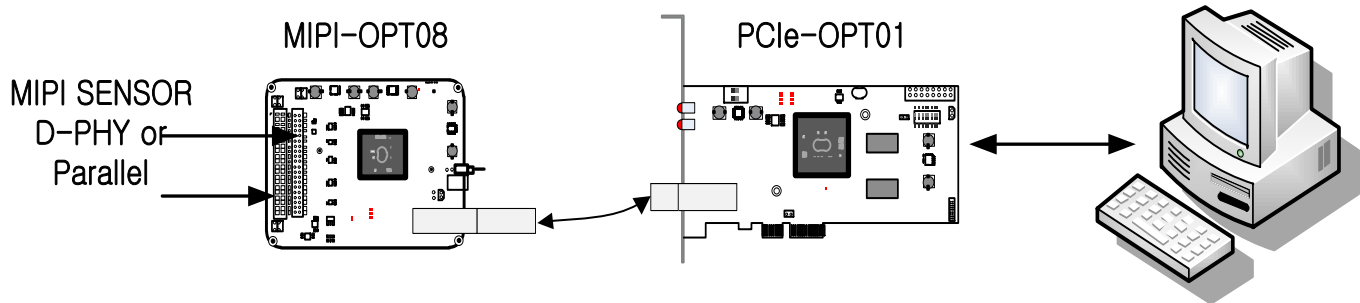 MIPI-OPT08
PCIe-OPT01
MIPI SENSOR
D-PHY or
Parallel